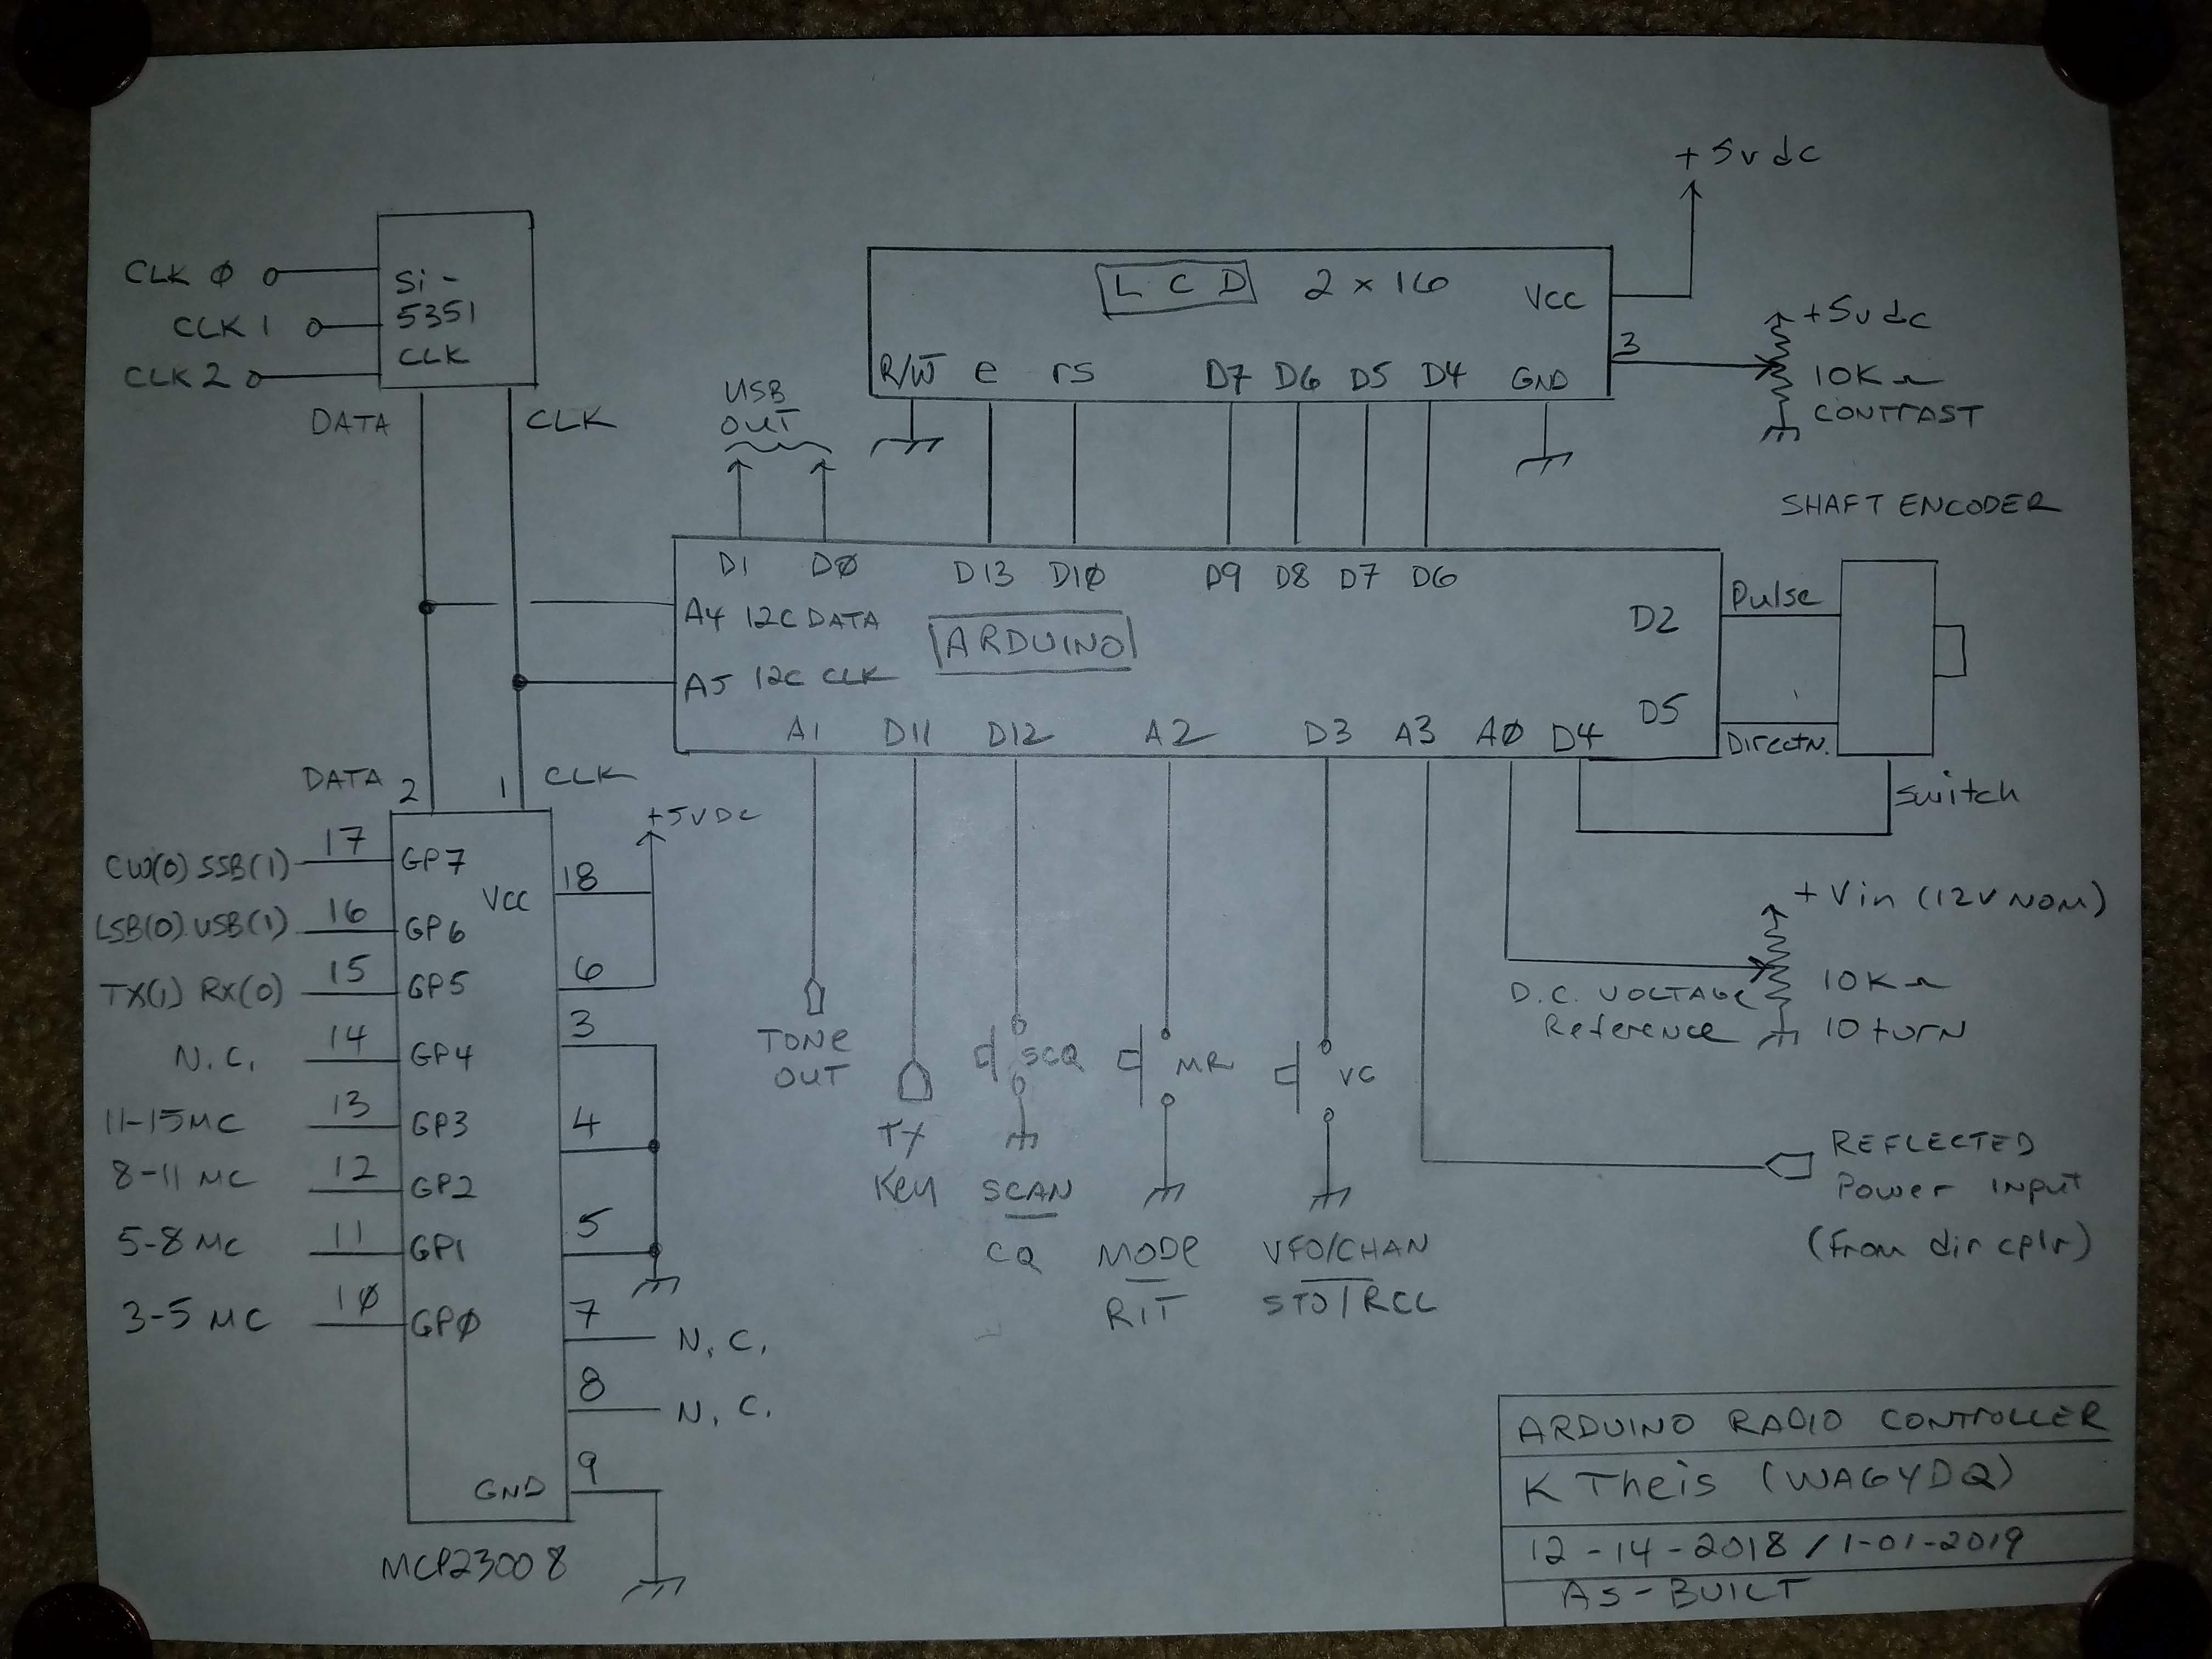 +5vdc
LCD 2x16
VCC
R/W e rs D7 D6 D5 D4 GND
3
+5vdc
10KΩ
CONTRAST
CLK Ø
CLK 1
CLK 2
Si-
5351
CLK
DATA
CLK
USB
OUT
SHAFT ENCODER
D1 DØ D13 D1Ø D9 D8 D7 D6
A4 I2C DATA
ARDUINO
A5 I2C CLK
D2
Pulse
D5
Directn.
A1 D11 D12 A2 D3 A3 AØ D4
Switch
DATA 2
1 CLK
+5VDC
CW(0) SSB(1) 17 GP7
LSB(0) USB(1) 16 GP6
TX(1) RX(0) 15 GP5
N.C. 14 GP4
11-15MC 13 GP3
8-11 MC 12 GP2
5-8 MC 11 GP1
3-5 MC 1Ø GPØ
VCC 18
6
3
4
5
7 N.C.
8 N.C.
GND 9
MCP23008
TONE
OUT
TX
Key
SCQ
SCAN
CQ
MR
MODE
RIT
VC
VFO/CHAN
STO/RCL
+Vin (12V NOM)
D.C. VOLTAGE
Reference
10KΩ
10 turn
REFLECTED
Power INPUT
(From dir cplr)
ARDUINO RADIO CONTROLLER
K Theis (WA6YDQ)
12-14-2018 / 1-01-2019
AS-BUILT